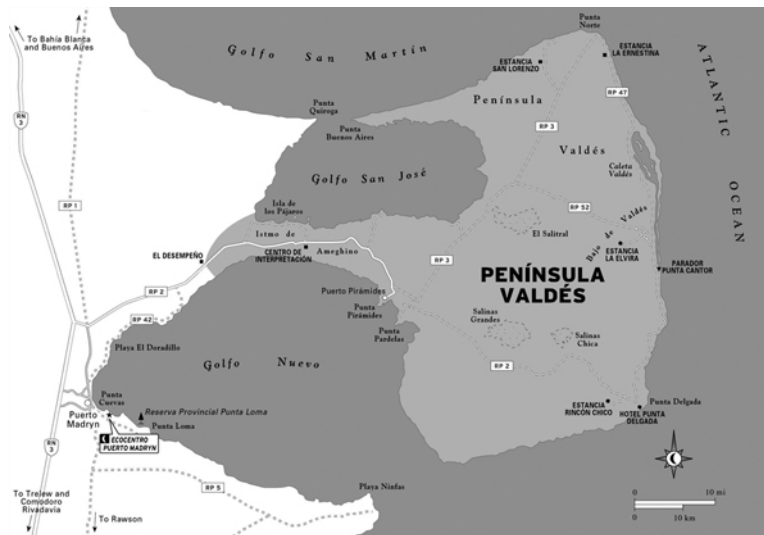 To Bahía Blanca
and Buenos Aires
Golfo San Martín
Punta
Norte
ESTANCIA
LA ERNESTINA
ESTANCIA
SAN LORENZO
ATLANTIC OCEAN
RP 47
Península
Valdés
Punta
Quiroga
Punta
Buenos Aires
RN
3
RP 3
Caleta
Valdés
Golfo San José
RP 1
Isla de
los Pájaros
RP 52
Istmo de
Ameghino
El Salitral
Bajo de Valdés
ESTANCIA
LA ELVIRA
EL DESEMPEÑO
CENTRO DE
INTERPRETACIÓN
RP 3
PARADOR
PUNTA CANTOR
PENÍNSULA
VALDÉS
RP 2
Puerto Pirámides
Punta
Pirámides
Salinas
Grandes
RP 42
Punta
Pardelas
Salinas
Chica
Playa El Doradillo
Golfo Nuevo
RP 2
Punta
Cuevas
ESTANCIA
RINCÓN CHICO
Punta Delgada
HOTEL PUNTA
DELGADA
Puerto
Madryn
Reserva Provincial Punta Loma
Punta Loma
ECOCENTRO
PUERTO MADRYN
RN
3
RP 5
Playa Ninfas
To Trelew and
Comodoro
Rivadavia
To Rawson
0 10 mi
0 10 km